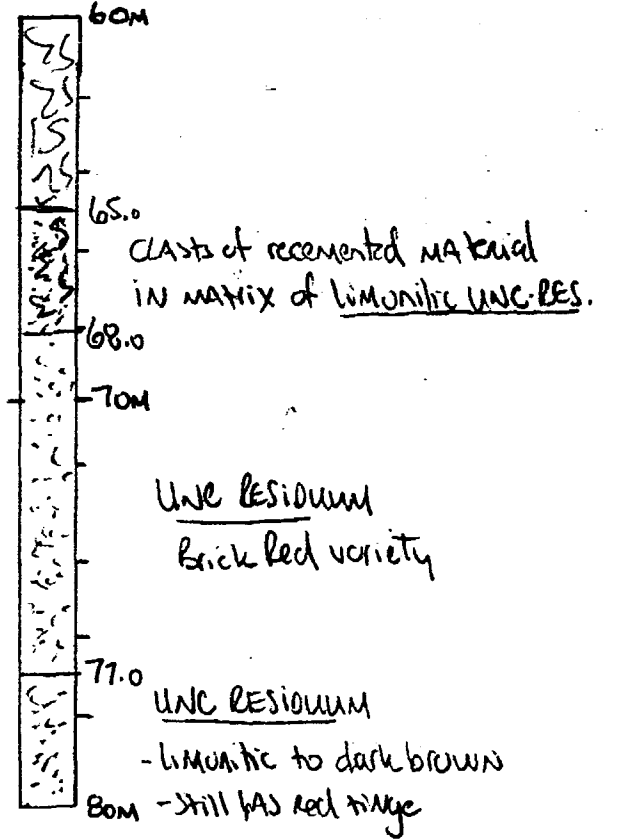 60M
65.0
CLASTS of recemented MAterial
IN MATRIX of LIMONITIC UNC-RES.
68.0
70M
UNC RESIDUUM
Brick Red variety
77.0
UNC RESIDUUM
- LIMONITIC to dark brown
80M - Still HAS red tinge